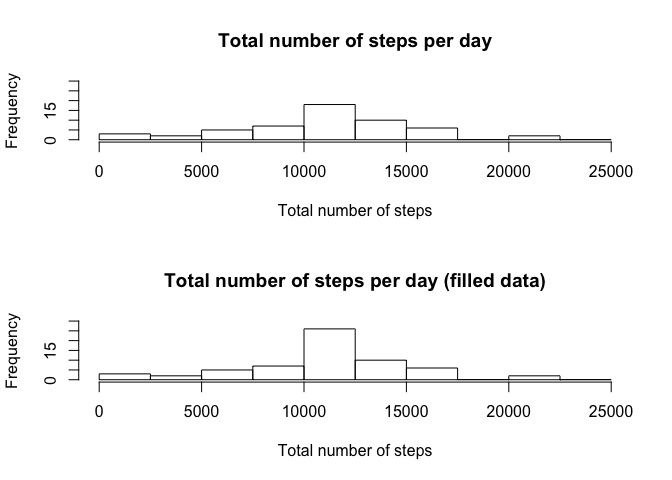 Total number of steps per day
Frequency
15
0
0 5000 10000 15000 20000 25000
Total number of steps
Total number of steps per day (filled data)
Frequency
15
0
0 5000 10000 15000 20000 25000
Total number of steps